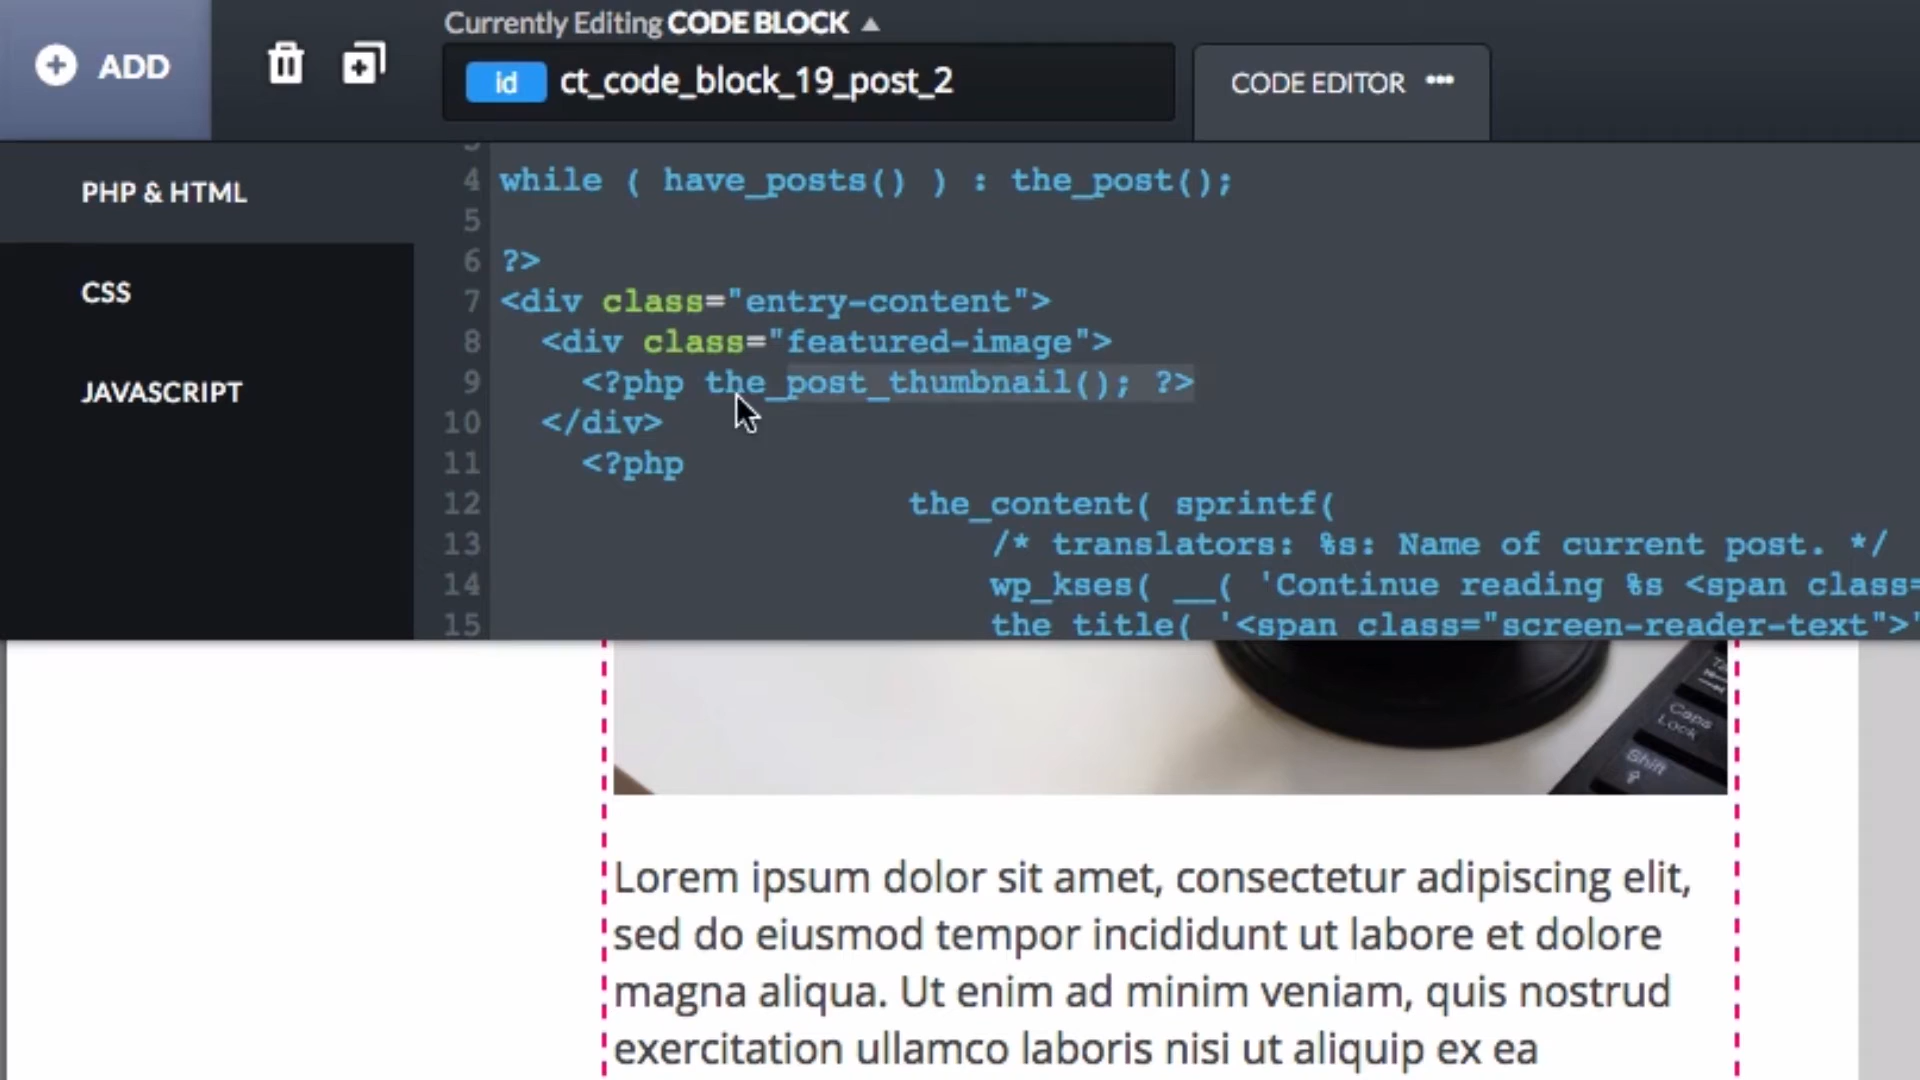 Currently Editing CODE BLOCK
ADD
id ct_code_block_19_post_2
CODE EDITOR
PHP & HTML
CSS
JAVASCRIPT
4 while ( have_posts() ) : the_post();
5
6 ?>
7 <div class="entry-content">
8 <div class="featured-image">
9 <?php the_post_thumbnail(); ?>
10 </div>
11 <?php
12 the_content( sprintf(
13 /* translators: %s: Name of current post. */
14 wp_kses( __( 'Continue reading %s <span class=
15 the_title( '<span class="screen-reader-text">'
Caps
Lock
Shift
Lorem ipsum dolor sit amet, consectetur adipiscing elit,
sed do eiusmod tempor incididunt ut labore et dolore
magna aliqua. Ut enim ad minim veniam, quis nostrud
exercitation ullamco laboris nisi ut aliquip ex ea